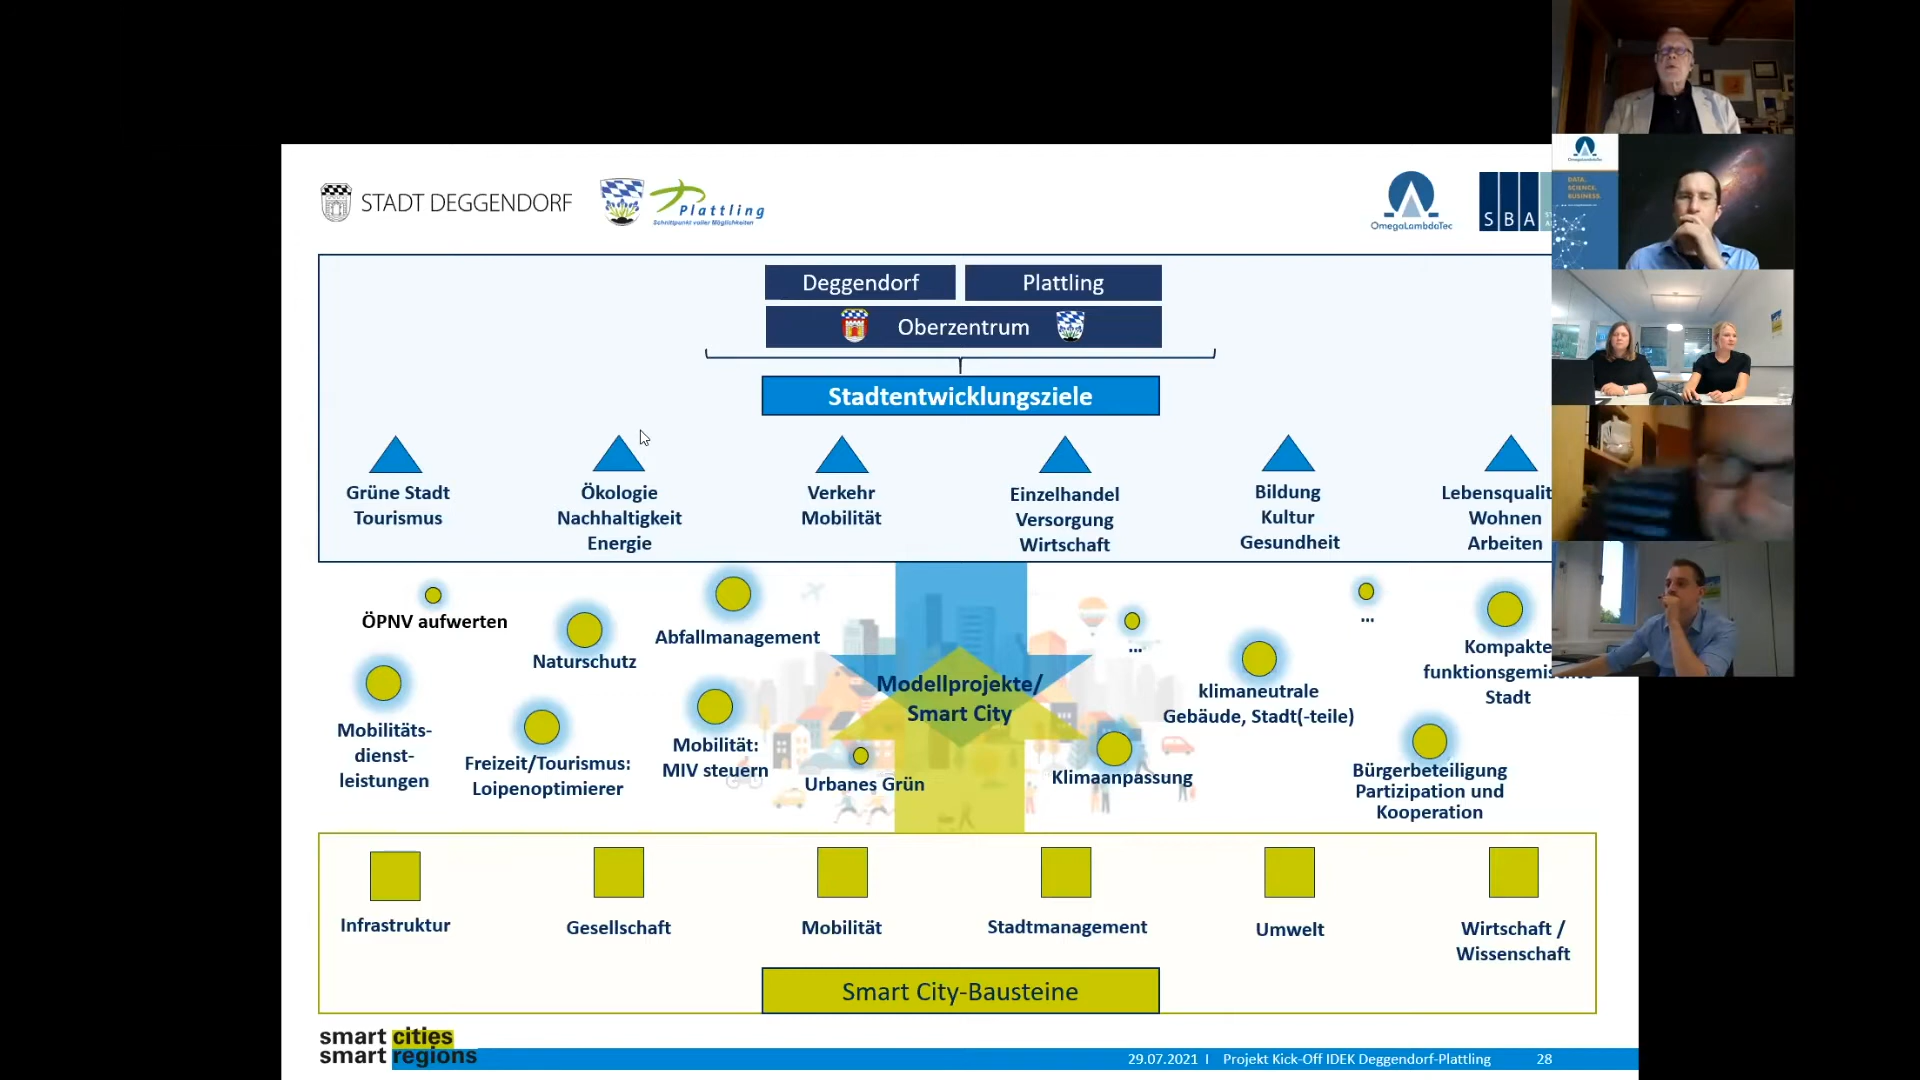 STADT DEGGENDORF
Plattling
Schnittpunkt voller Möglichkeiten
OmegaLambdaTec
SBA
OmegaLambdaTec
DATA.
SCIENCE.
BUSINESS.
Deggendorf
Plattling
Oberzentrum
Stadtentwicklungsziele
Grüne Stadt
Tourismus
Ökologie
Nachhaltigkeit
Energie
Verkehr
Mobilität
Einzelhandel
Versorgung
Wirtschaft
Bildung
Kultur
Gesundheit
Lebensqualit
Wohnen
Arbeiten
ÖPNV aufwerten
Naturschutz
Abfallmanagement
...
...
Kompakte
funktionsgemischte
Stadt
Mobilitäts-
dienst-
leistungen
Freizeit/Tourismus:
Loipenoptimierer
Mobilität:
MIV steuern
Urbanes Grün
Modellprojekte/
Smart City
Klimaanpassung
klimaneutrale
Gebäude, Stadt(-teile)
Bürgerbeteiligung
Partizipation und
Kooperation
Infrastruktur
Gesellschaft
Mobilität
Stadtmanagement
Umwelt
Wirtschaft /
Wissenschaft
Smart City-Bausteine
smart cities
smart regions
29.07.2021 I Projekt Kick-Off IDEK Deggendorf-Plattling 28